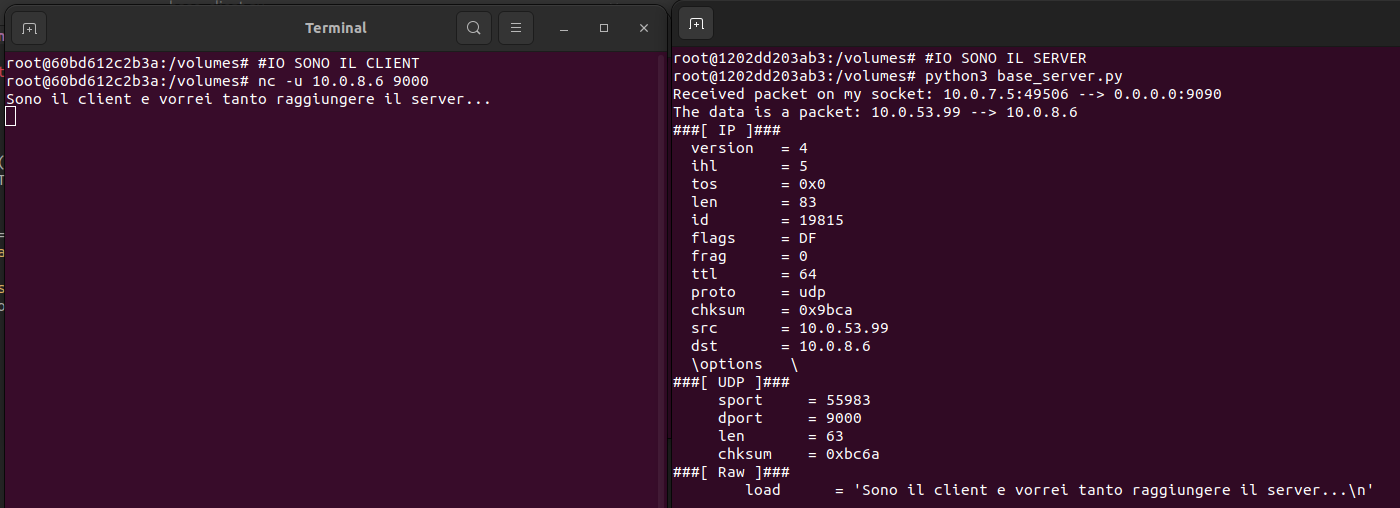 Terminal
root@60bd612c2b3a:/volumes# #IO SONO IL CLIENT
root@60bd612c2b3a:/volumes# nc -u 10.0.8.6 9000
Sono il client e vorrei tanto raggiungere il server...
root@1202dd203ab3:/volumes# #IO SONO IL SERVER
root@1202dd203ab3:/volumes# python3 base_server.py
Received packet on my socket: 10.0.7.5:49506 --> 0.0.0.0:9090
The data is a packet: 10.0.53.99 --> 10.0.8.6
###[ IP ]###
  version   = 4
  ihl       = 5
  tos       = 0x0
  len       = 83
  id        = 19815
  flags     = DF
  frag      = 0
  ttl       = 64
  proto     = udp
  chksum    = 0x9bca
  src       = 10.0.53.99
  dst       = 10.0.8.6
  \options   \
###[ UDP ]###
     sport     = 55983
     dport     = 9000
     len       = 63
     chksum    = 0xbc6a
###[ Raw ]###
        load      = 'Sono il client e vorrei tanto raggiungere il server...\n'